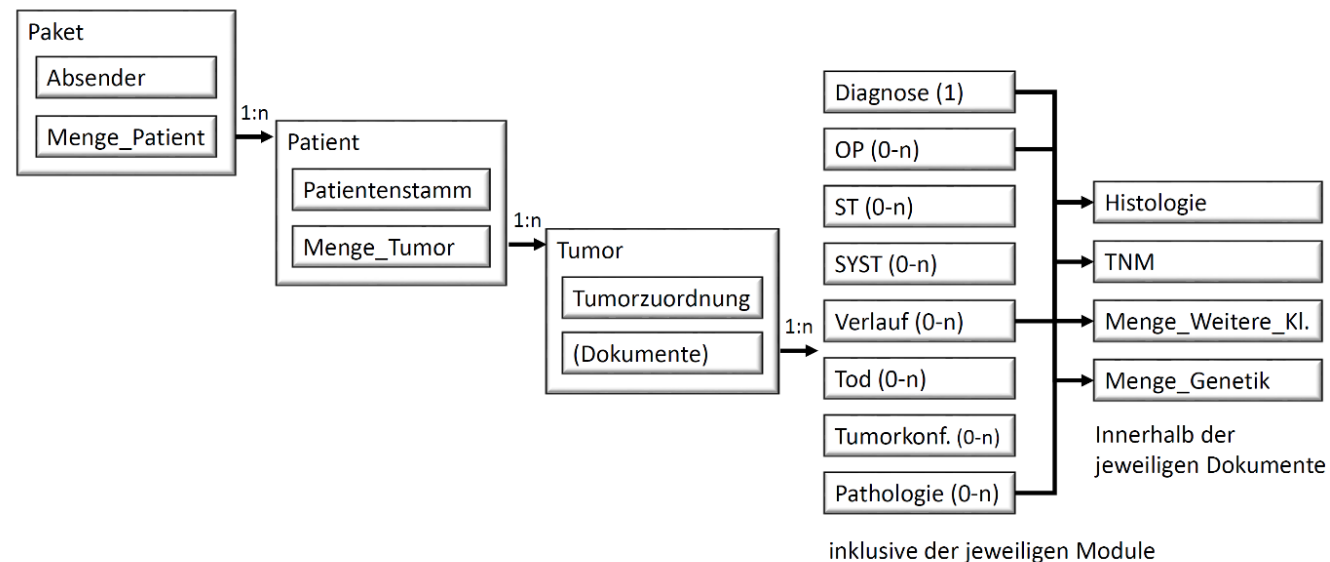 Paket
Absender
Menge_Patient
1:n
Patient
Patientenstamm
Menge_Tumor
1:n
Tumor
Tumorzuordnung
(Dokumente)
1:n
Diagnose (1)
OP (0-n)
ST (0-n)
SYST (0-n)
Verlauf (0-n)
Tod (0-n)
Tumorkonf. (0-n)
Pathologie (0-n)
inklusive der jeweiligen Module
Histologie
TNM
Menge_Weitere_Kl.
Menge_Genetik
Innerhalb der
jeweiligen Dokumente